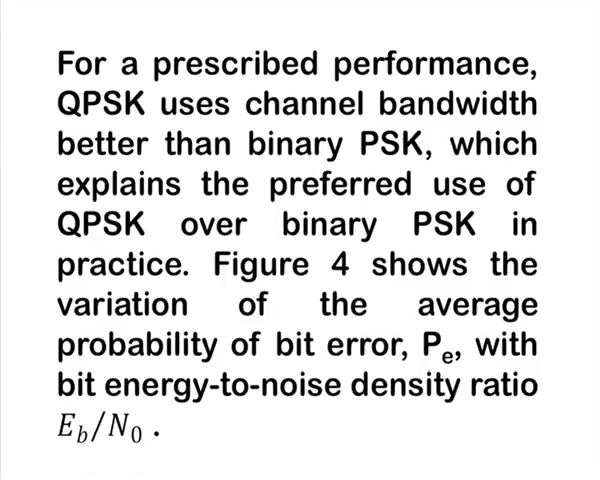 For a prescribed performance,
QPSK uses channel bandwidth
better than binary PSK, which
explains the preferred use of
QPSK over binary PSK in
practice. Figure 4 shows the
variation of the average
probability of bit error, Pₑ, with
bit energy-to-noise density ratio
E_b/N₀ .